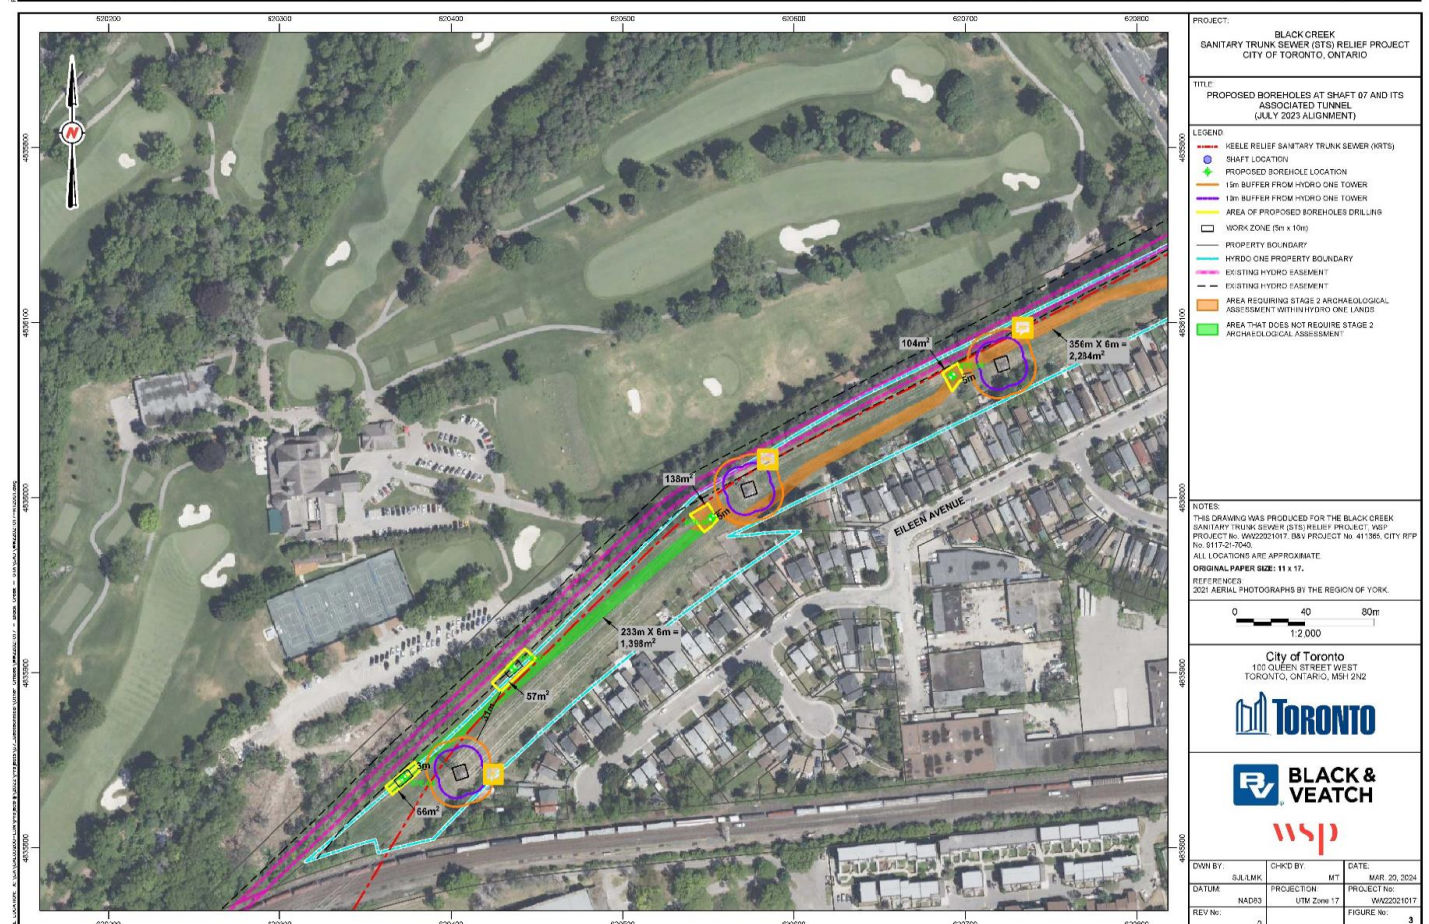 620200
620300
620400
620500
620600
620700
620800
N
104m²
356m X 6m =
2,284m²
5m
138m²
5m
EILEEN AVENUE
233m X 6m =
1,398m²
57m²
31m
66m²
PROJECT:
BLACK CREEK
SANITARY TRUNK SEWER (STS) RELIEF PROJECT
CITY OF TORONTO, ONTARIO
TITLE:
PROPOSED BOREHOLES AT SHAFT 07 AND ITS
ASSOCIATED TUNNEL
(JULY 2023 ALIGNMENT)
LEGEND:
KEELE RELIEF SANITARY TRUNK SEWER (KRTS)
SHAFT LOCATION
PROPOSED BOREHOLE LOCATION
15m BUFFER FROM HYDRO ONE TOWER
10m BUFFER FROM HYDRO ONE TOWER
AREA OF PROPOSED BOREHOLES DRILLING
WORK ZONE (5m x 10m)
PROPERTY BOUNDARY
HYRDO ONE PROPERTY BOUNDARY
EXISTING HYDRO EASEMENT
EXISTING HYDRO EASEMENT
AREA REQUIRING STAGE 2 ARCHAEOLOGICAL
ASSESSMENT WITHIN HYDRO ONE LANDS
AREA THAT DOES NOT REQUIRE STAGE 2
ARCHAEOLOGICAL ASSESSMENT
NOTES:
THIS DRAWING WAS PRODUCED FOR THE BLACK CREEK
SANITARY TRUNK SEWER (STS) RELIEF PROJECT, WSP
PROJECT No. WW22021017. B&V PROJECT No. 411365, CITY RFP
No. 9117-21-7040.
ALL LOCATIONS ARE APPROXIMATE.
ORIGINAL PAPER SIZE: 11 x 17.
REFERENCES
2021 AERIAL PHOTOGRAPHS BY THE REGION OF YORK.
0 40 80m
1:2,000
City of Toronto
100 QUEEN STREET WEST
TORONTO, ONTARIO, M5H 2N2
TORONTO
BLACK &
VEATCH
wsp
DWN BY: CHK'D BY: DATE:
SJL/LMK MT MAR. 20, 2024
DATUM: PROJECTION: PROJECT No:
NAD83 UTM Zone 17 WW22021017
REV No: FIGURE No:
0 3